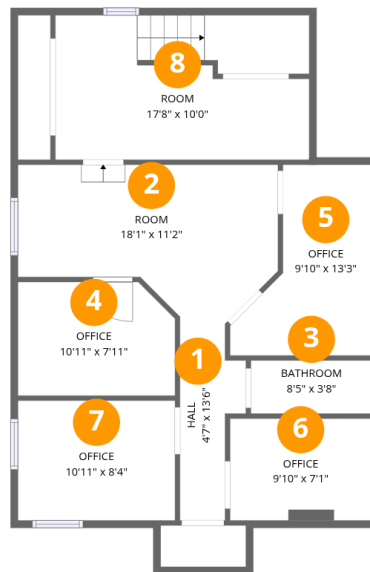 8
ROOM
17'8" x 10'0"
2
ROOM
18'1" x 11'2"
5
OFFICE
9'10" x 13'3"
4
OFFICE
10'11" x 7'11"
3
BATHROOM
8'5" x 3'8"
1
HALL
4'7" x 13'6"
7
OFFICE
10'11" x 8'4"
6
OFFICE
9'10" x 7'1"